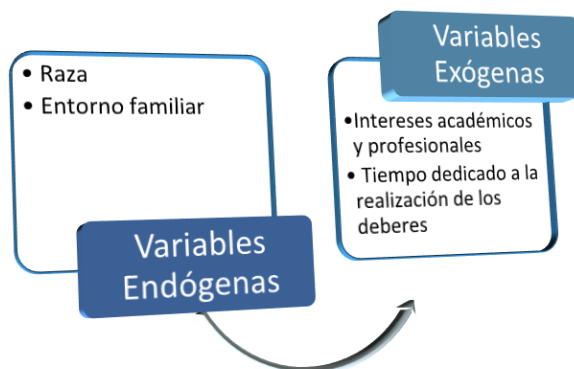 • Raza
• Entorno familiar
Variables
Endógenas
Variables
Exógenas
•Intereses académicos
y profesionales
• Tiempo dedicado a la
realización de los
deberes